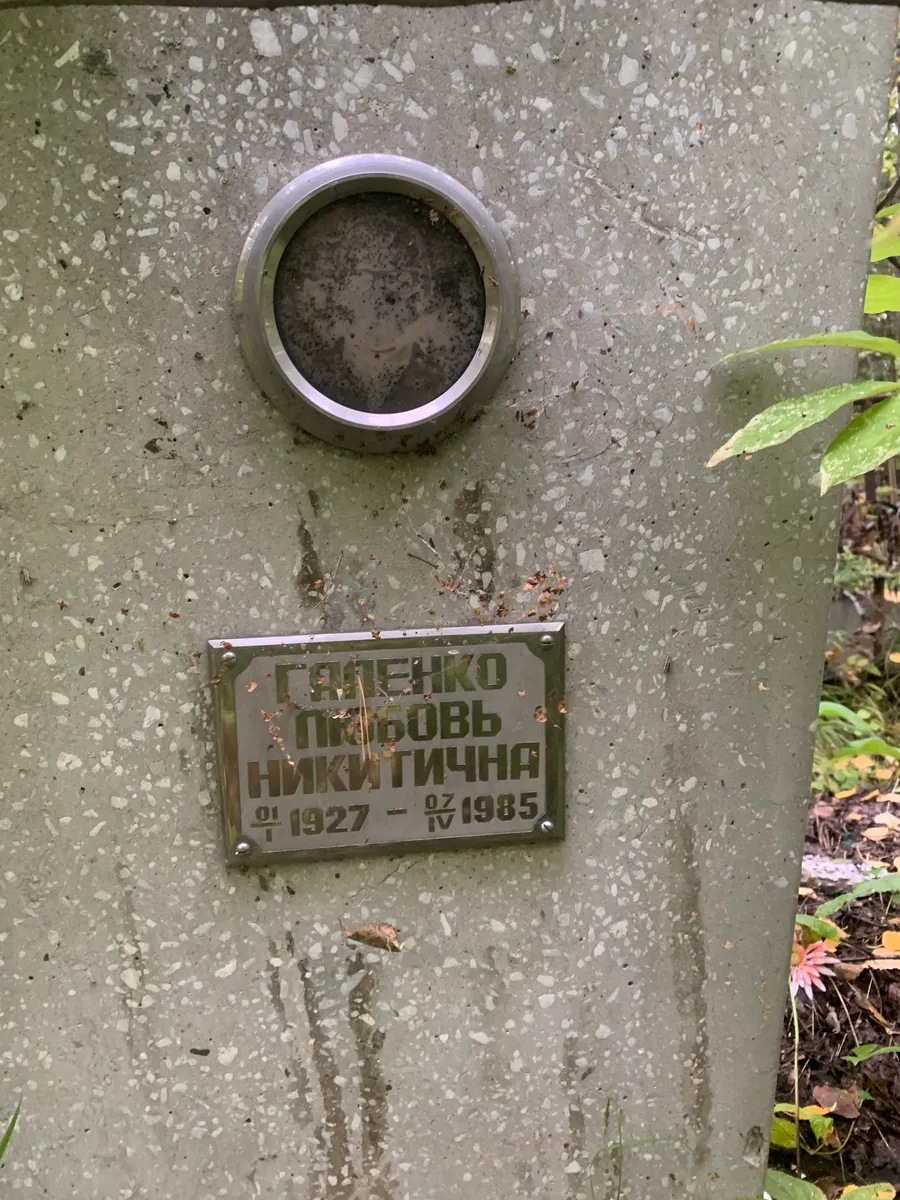 ГАЛЕНКО
ЛЮБОВЬ
НИКИТИЧНА
01/I 1927 - 07/IV 1985